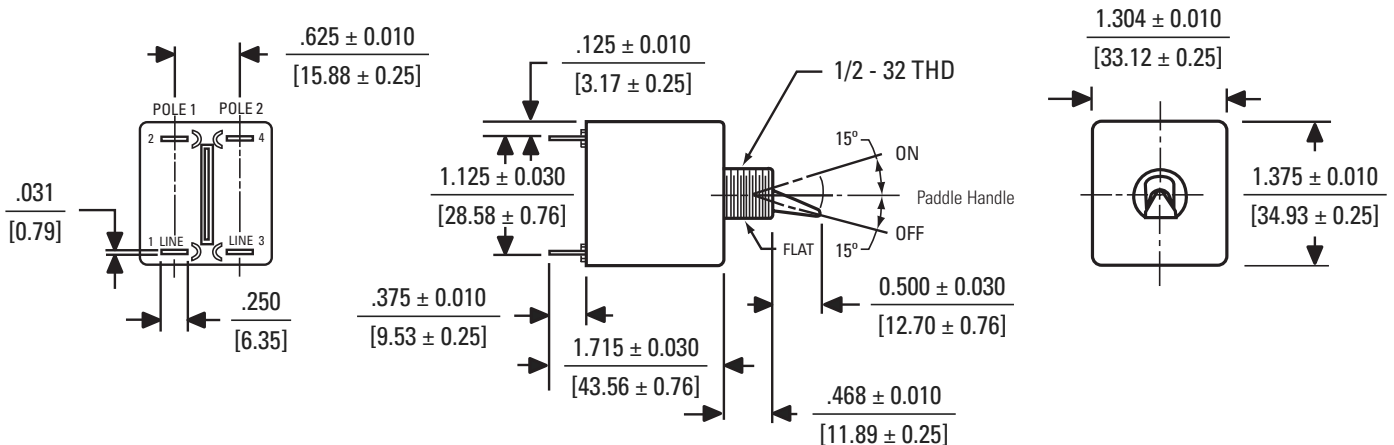 .625 ± 0.010
[15.88 ± 0.25]
POLE 1 POLE 2
2 4
.031
[0.79]
1 LINE LINE 3
.250
[6.35]
.125 ± 0.010
[3.17 ± 0.25]
1/2 - 32 THD
15º
ON
1.125 ± 0.030
[28.58 ± 0.76]
Paddle Handle
OFF
FLAT 15º
.375 ± 0.010
[9.53 ± 0.25]
0.500 ± 0.030
[12.70 ± 0.76]
1.715 ± 0.030
[43.56 ± 0.76]
.468 ± 0.010
[11.89 ± 0.25]
1.304 ± 0.010
[33.12 ± 0.25]
1.375 ± 0.010
[34.93 ± 0.25]